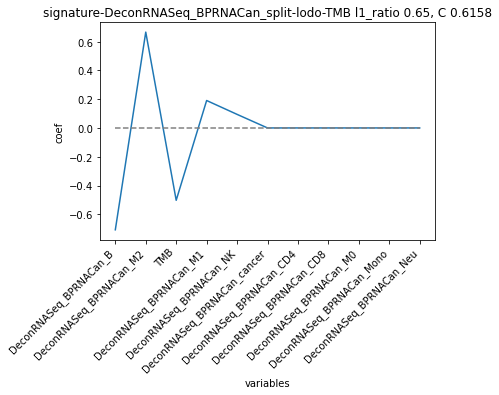 signature-DeconRNASeq_BPRNACan_split-lodo-TMB l1_ratio 0.65, C 0.6158
0.6
0.4
0.2
0.0
−0.2
−0.4
−0.6
coef
DeconRNASeq_BPRNACan_B
DeconRNASeq_BPRNACan_M2
TMB
DeconRNASeq_BPRNACan_M1
DeconRNASeq_BPRNACan_NK
DeconRNASeq_BPRNACan_cancer
DeconRNASeq_BPRNACan_CD4
DeconRNASeq_BPRNACan_CD8
DeconRNASeq_BPRNACan_M0
DeconRNASeq_BPRNACan_Mono
DeconRNASeq_BPRNACan_Neu
variables